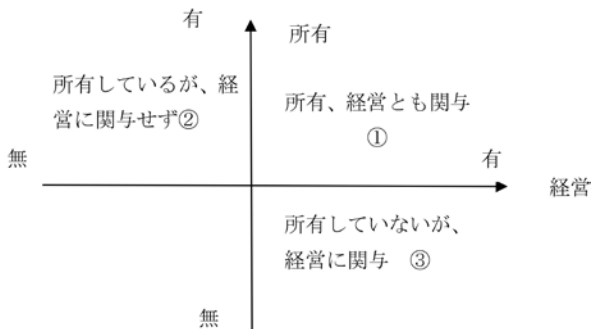 有
所有
所有しているが、経
営に関与せず②
所有、経営とも関与
①
無
有
経営
所有していないが、
経営に関与 ③
無